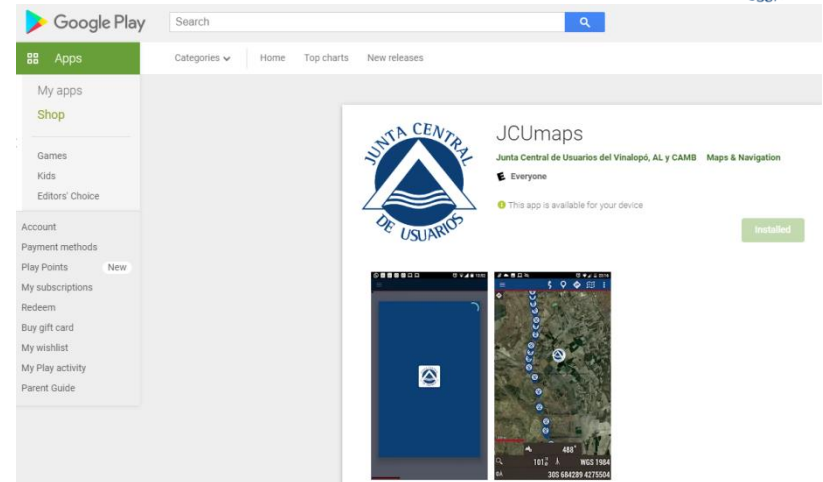 Google Play
Search
Apps
Categories
Home
Top charts
New releases
My apps
Shop
Games
Kids
Editors' Choice
Account
Payment methods
Play Points
New
My subscriptions
Redeem
Buy gift card
My wishlist
My Play activity
Parent Guide
JUNTA CENTRAL
DE USUARIOS
JCUmaps
Junta Central de Usuarios del Vinalopó, AL y CAMB
Maps & Navigation
E Everyone
This app is available for your device
Installed
488°
WGS 1984
30S 684289 4275504